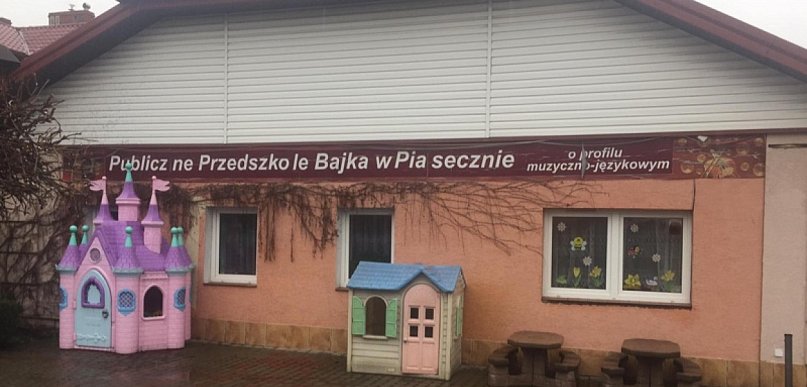 Publicz ne Przedszko le Bajka w Pia secznie
o profilu
muzyczno-językowym